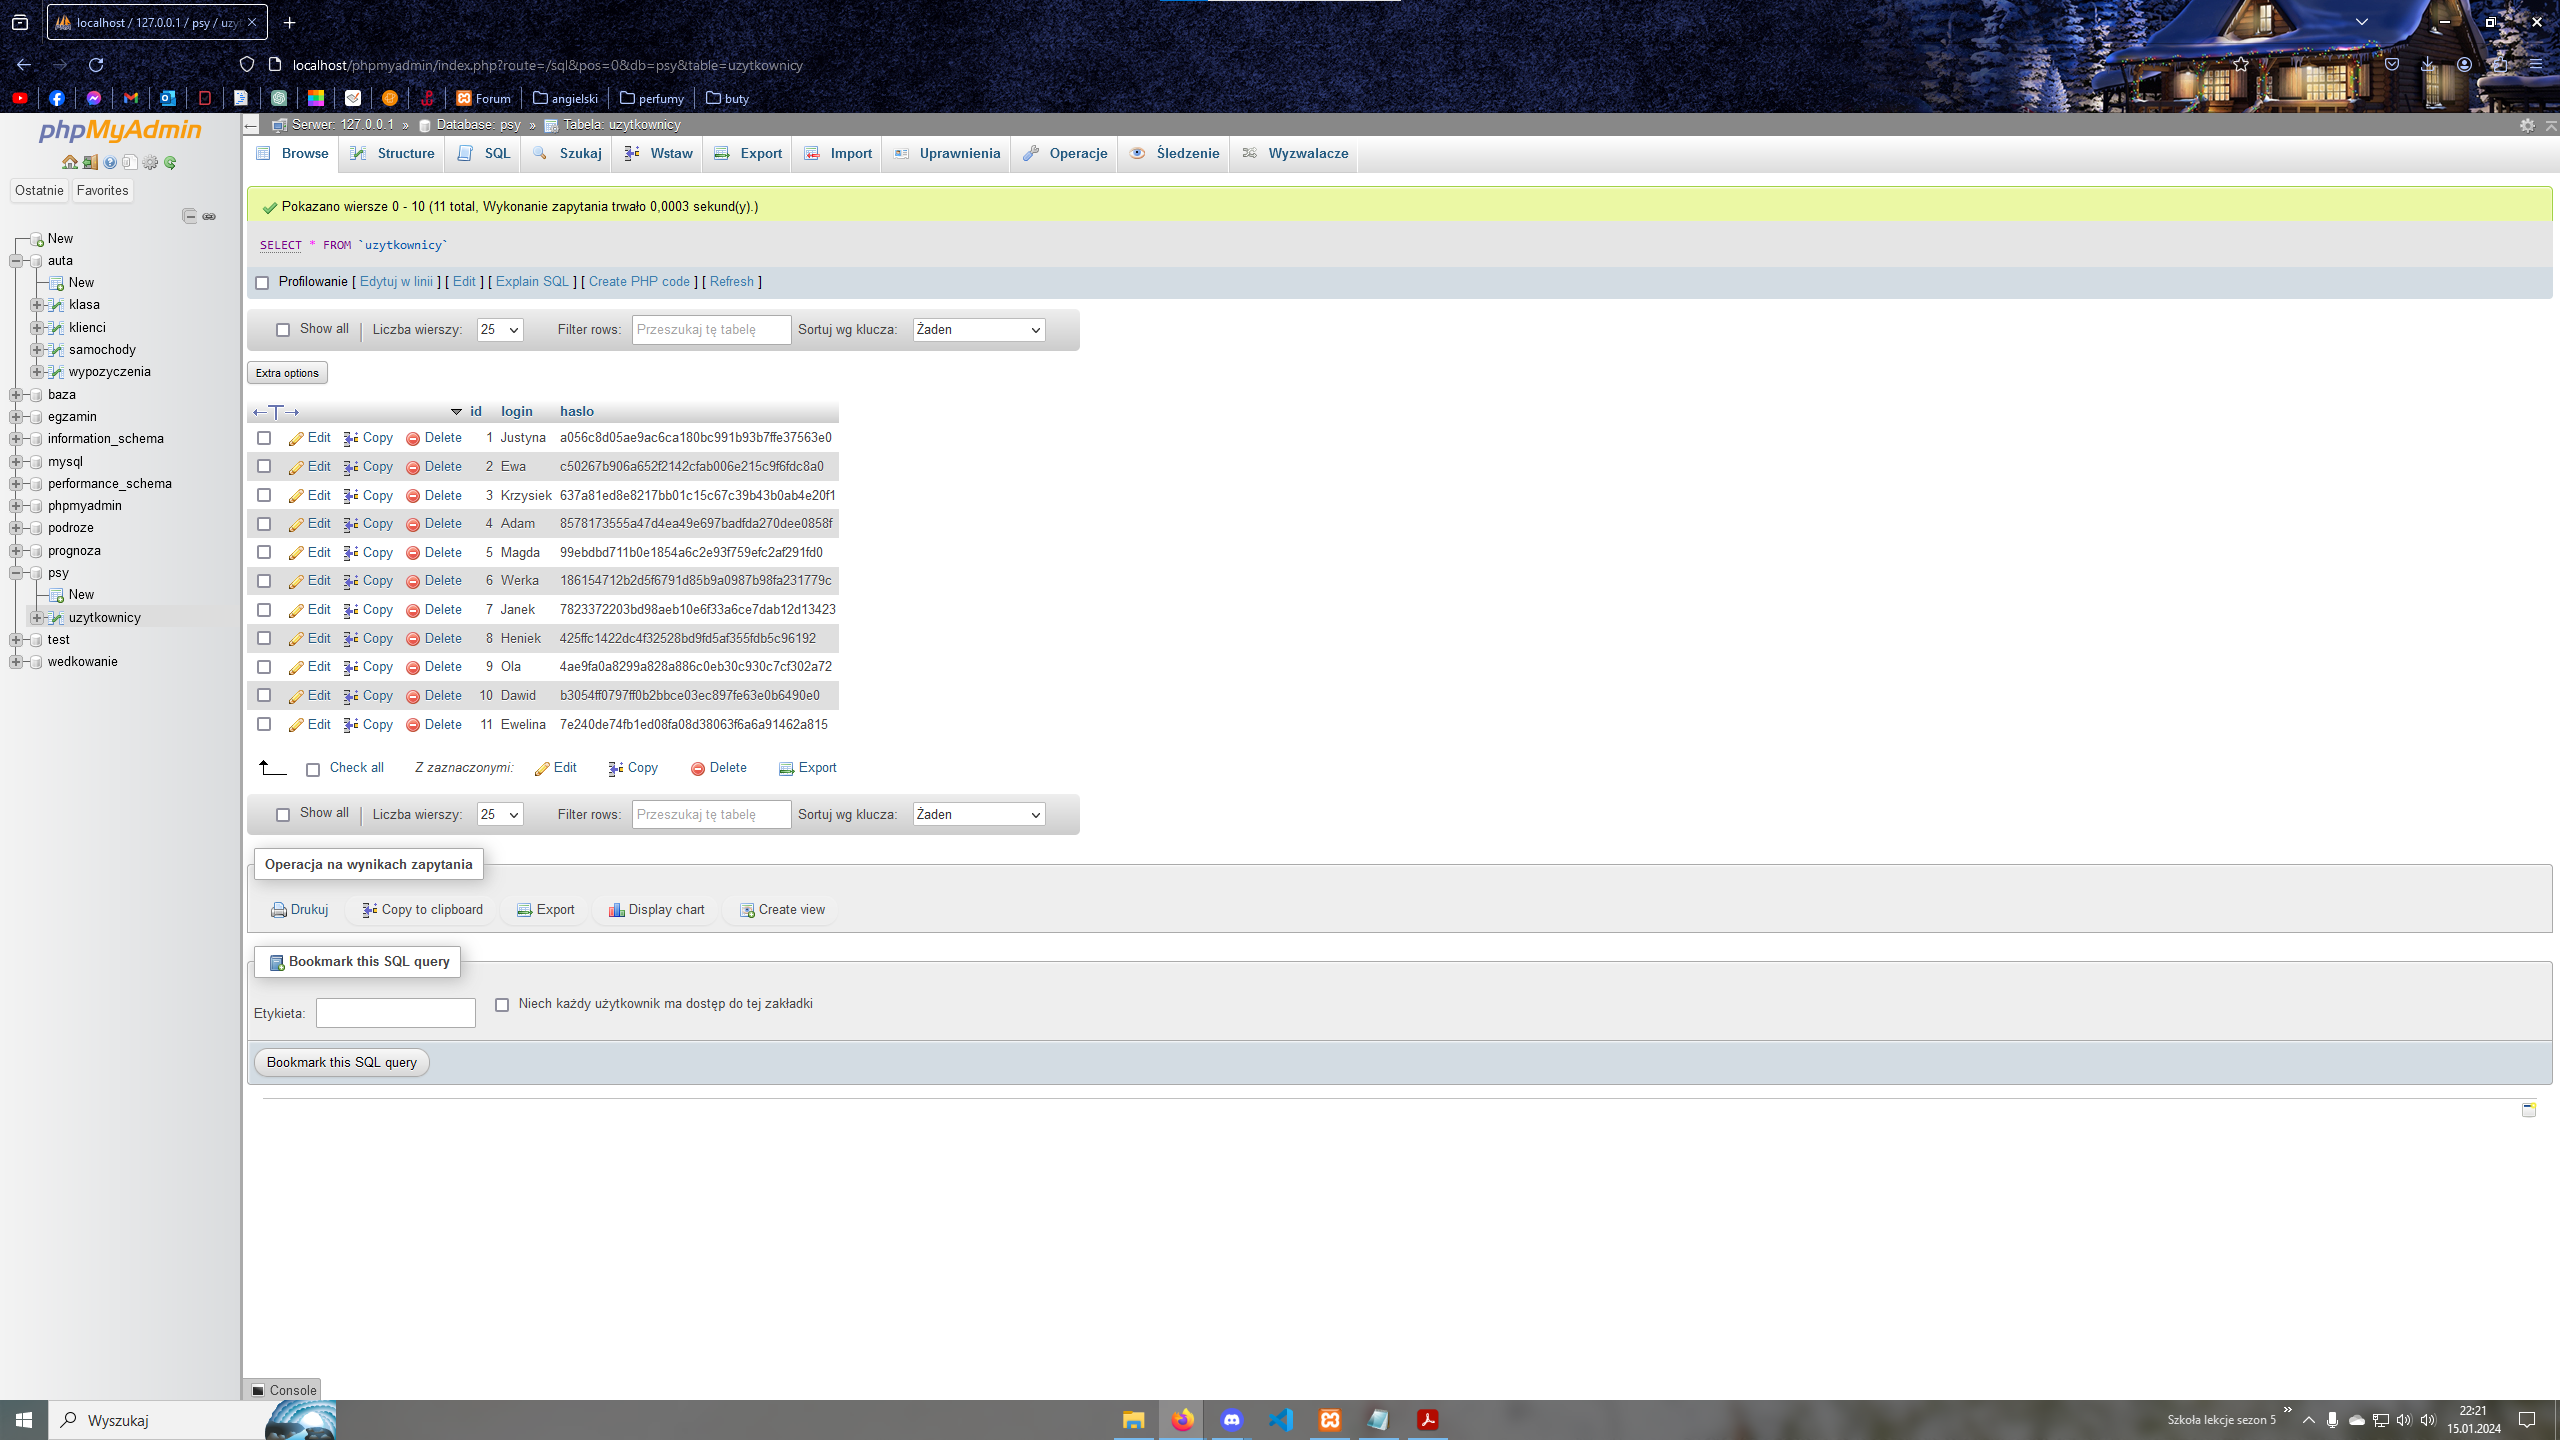 localhost / 127.0.0.1 / psy / uzyt
localhost/phpmyadmin/index.php?route=/sql&pos=0&db=psy&table=uzytkownicy
Forum
angielski
perfumy
buty
phpMyAdmin
Ostatnie
Favorites
New
auta
New
klasa
klienci
samochody
wypozyczenia
baza
egzamin
information_schema
mysql
performance_schema
phpmyadmin
podroze
prognoza
psy
New
uzytkownicy
test
wedkowanie
Serwer: 127.0.0.1 » Database: psy » Tabela: uzytkownicy
Browse Structure SQL Szukaj Wstaw Export Import Uprawnienia Operacje Śledzenie Wyzwalacze
Pokazano wiersze 0 - 10 (11 total, Wykonanie zapytania trwało 0,0003 sekund(y).)
SELECT * FROM `uzytkownicy`
Profilowanie [ Edytuj w linii ] [ Edit ] [ Explain SQL ] [ Create PHP code ] [ Refresh ]
Show all Liczba wierszy: 25 Filter rows: Przeszukaj tę tabelę Sortuj wg klucza: Żaden
Extra options
←T→ id login haslo
Edit Copy Delete 1 Justyna a056c8d05ae9ac6ca180bc991b93b7ffe37563e0
Edit Copy Delete 2 Ewa c50267b906a652f2142cfab006e215c9f6fdc8a0
Edit Copy Delete 3 Krzysiek 637a81ed8e8217bb01c15c67c39b43b0ab4e20f1
Edit Copy Delete 4 Adam 8578173555a47d4ea49e697badfda270dee0858f
Edit Copy Delete 5 Magda 99ebdbd711b0e1854a6c2e93f759efc2af291fd0
Edit Copy Delete 6 Werka 186154712b2d5f6791d85b9a0987b98fa231779c
Edit Copy Delete 7 Janek 7823372203bd98aeb10e6f33a6ce7dab12d13423
Edit Copy Delete 8 Heniek 425ffc1422dc4f32528bd9fd5af355fdb5c96192
Edit Copy Delete 9 Ola 4ae9fa0a8299a828a886c0eb30c930c7cf302a72
Edit Copy Delete 10 Dawid b3054ff0797ff0b2bbce03ec897fe63e0b6490e0
Edit Copy Delete 11 Ewelina 7e240de74fb1ed08fa08d38063f6a6a91462a815
Check all Z zaznaczonymi: Edit Copy Delete Export
Show all Liczba wierszy: 25 Filter rows: Przeszukaj tę tabelę Sortuj wg klucza: Żaden
Operacja na wynikach zapytania
Drukuj Copy to clipboard Export Display chart Create view
Bookmark this SQL query
Etykieta: Niech każdy użytkownik ma dostęp do tej zakładki
Bookmark this SQL query
Console
Wyszukaj
Szkoła lekcje sezon 5
22:21
15.01.2024